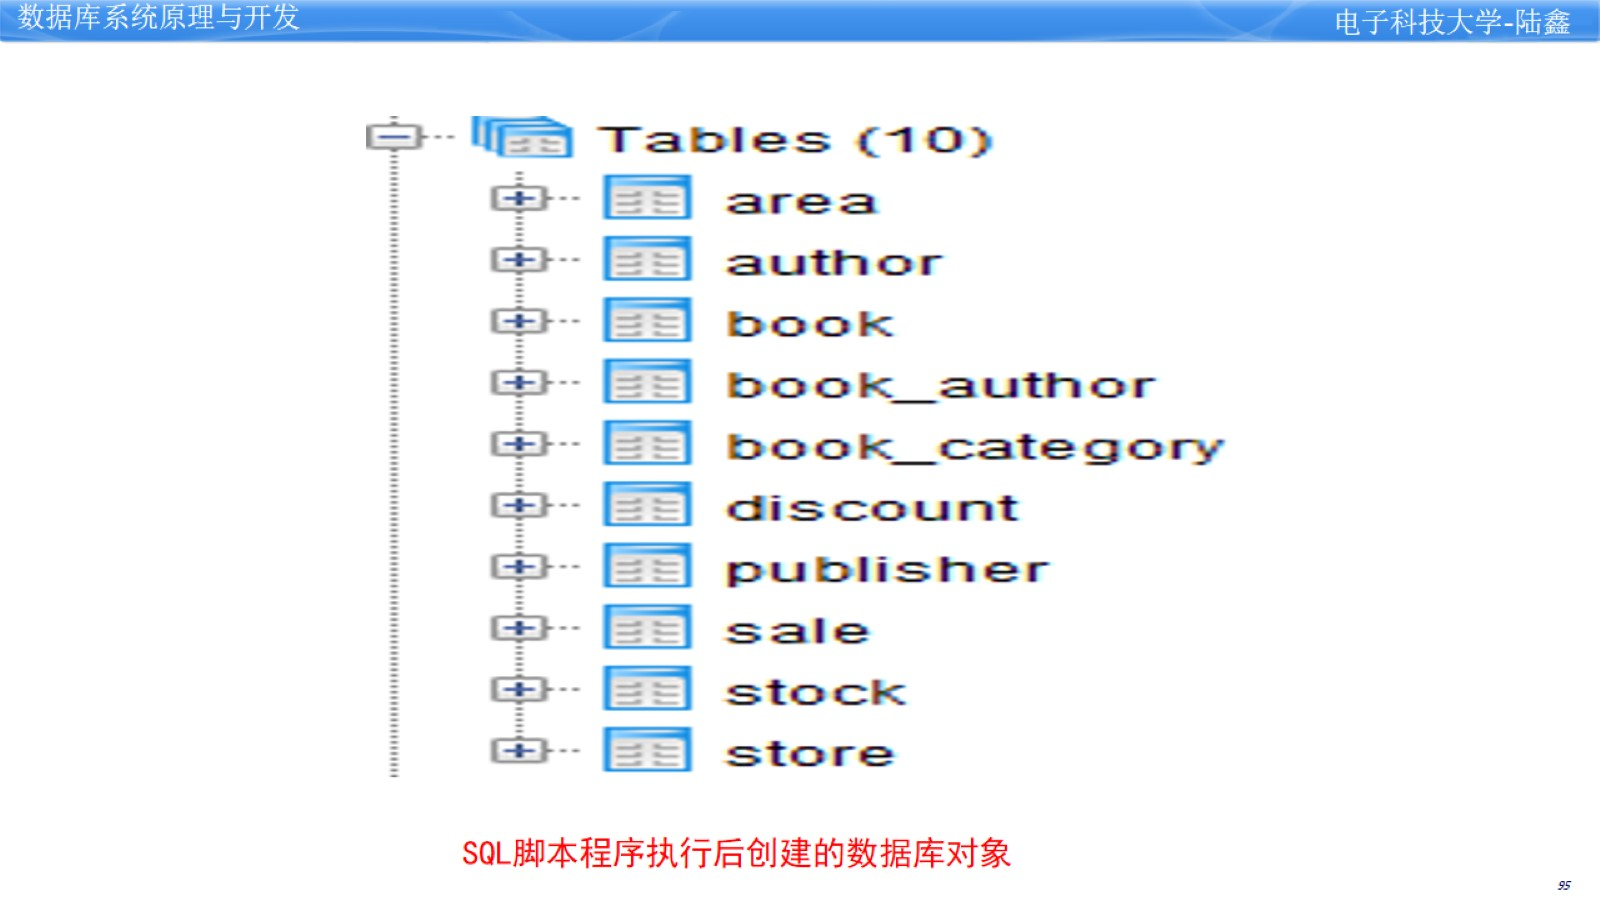 数据库系统原理与开发
电子科技大学-陆鑫
Tables (10)
area
author
book
book_author
book_category
discount
publisher
sale
stock
store
SQL脚本程序执行后创建的数据库对象
95